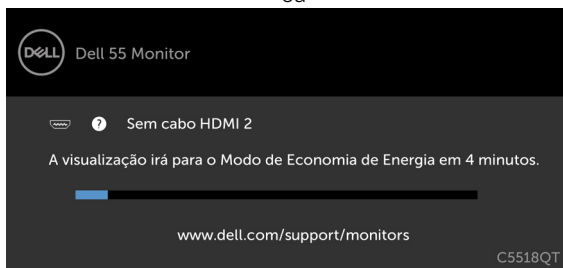 ou
DELL
Dell 55 Monitor
? Sem cabo HDMI 2
A visualização irá para o Modo de Economia de Energia em 4 minutos.
www.dell.com/support/monitors
C5518QT